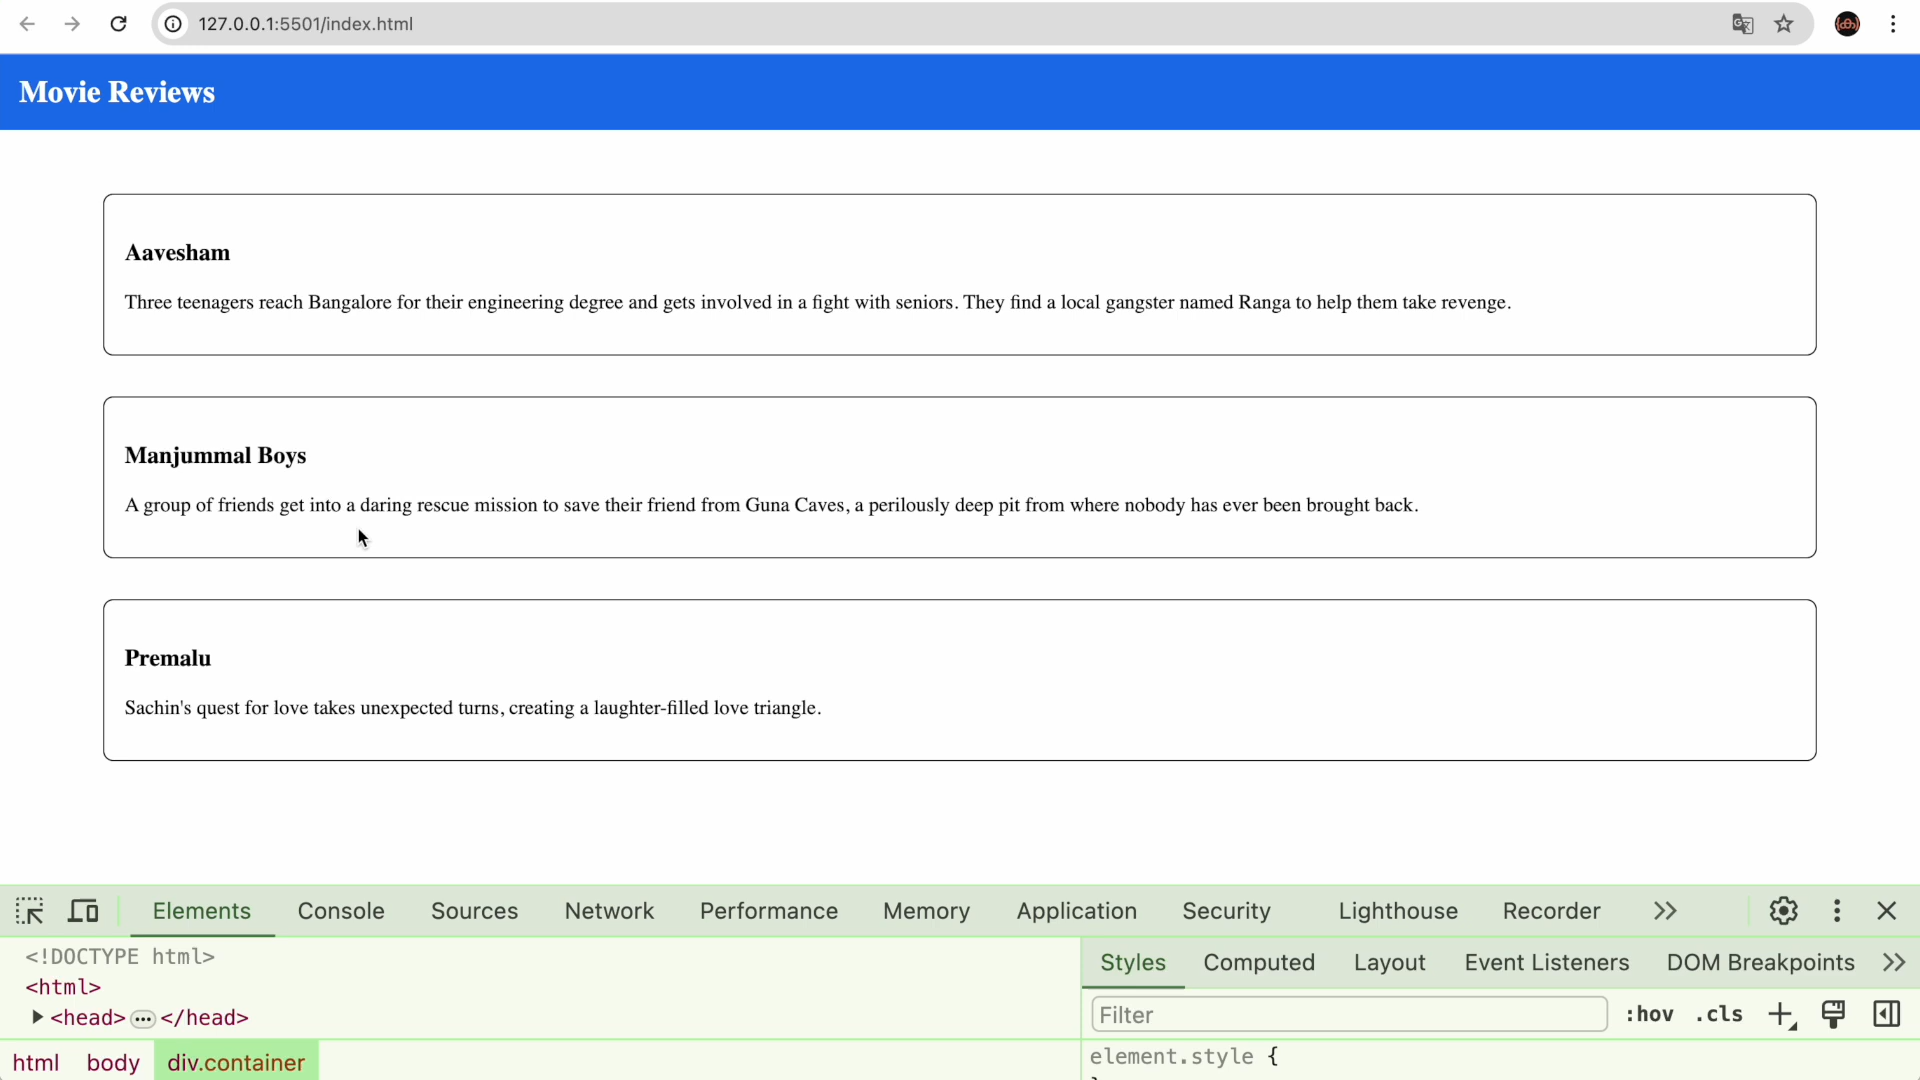 127.0.0.1:5501/index.html
Movie Reviews
Aavesham
Three teenagers reach Bangalore for their engineering degree and gets involved in a fight with seniors. They find a local gangster named Ranga to help them take revenge.
Manjummal Boys
A group of friends get into a daring rescue mission to save their friend from Guna Caves, a perilously deep pit from where nobody has ever been brought back.
Premalu
Sachin's quest for love takes unexpected turns, creating a laughter-filled love triangle.
Elements Console Sources Network Performance Memory Application Security Lighthouse Recorder
<!DOCTYPE html>
<html>
<head>…</head>
html body div.container
Styles Computed Layout Event Listeners DOM Breakpoints
Filter :hov .cls
element.style {